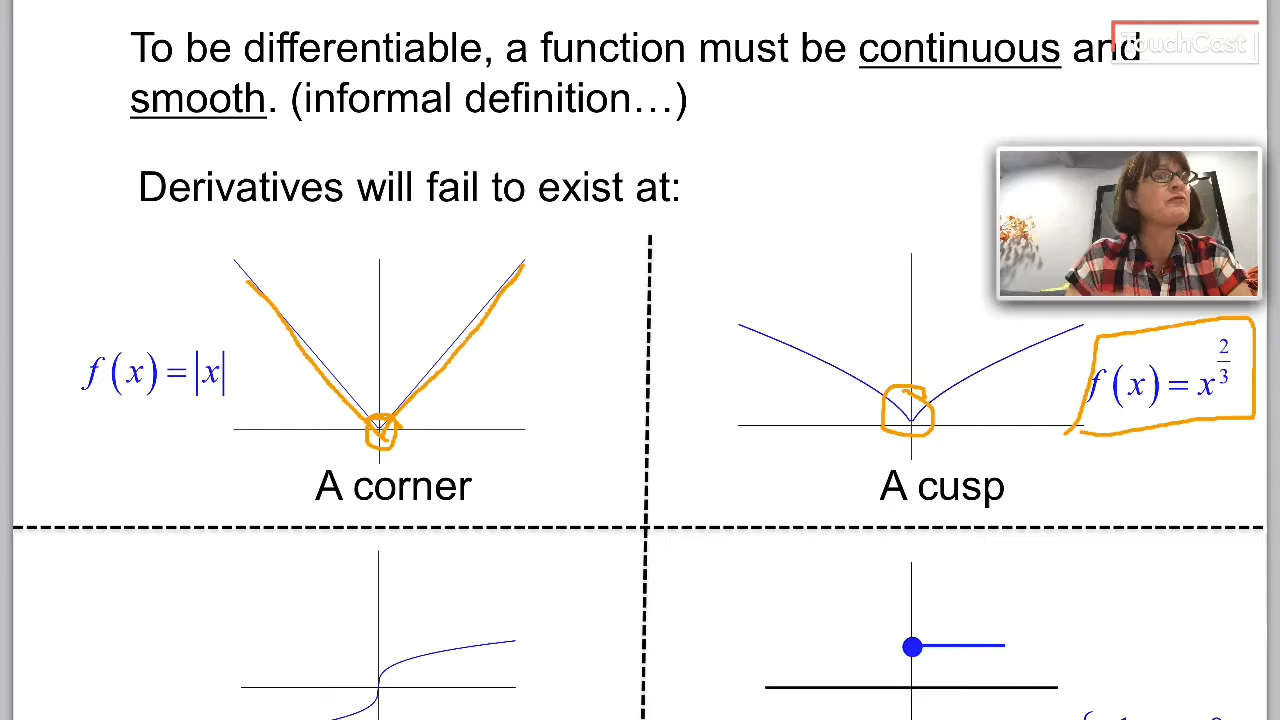 To be differentiable, a function must be continuous and
smooth. (informal definition…)
TouchCast
Derivatives will fail to exist at:
f(x) = |x|
f(x) = x^{2/3}
A corner
A cusp